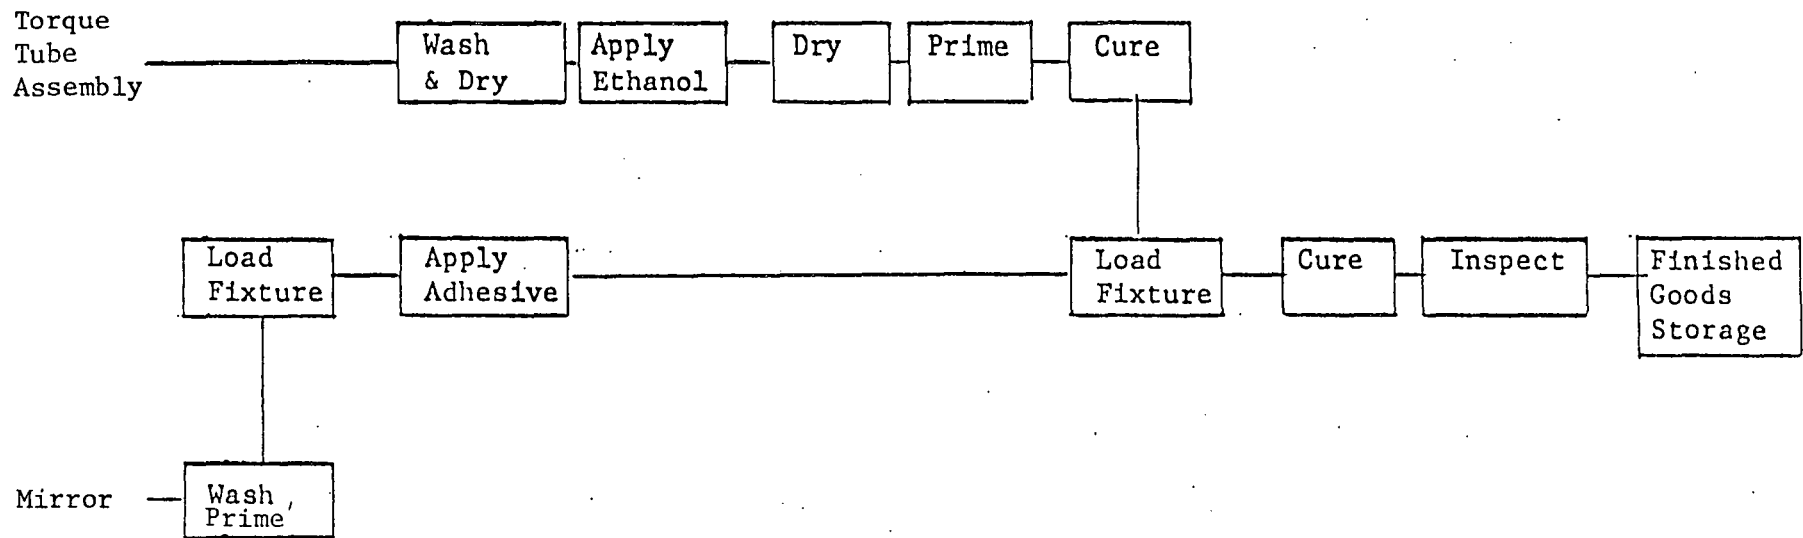 Torque
Tube
Assembly
Wash
& Dry
Apply
Ethanol
Dry
Prime
Cure
Load
Fixture
Apply
Adhesive
Load
Fixture
Cure
Inspect
Finished
Goods
Storage
Mirror
Wash
Prime